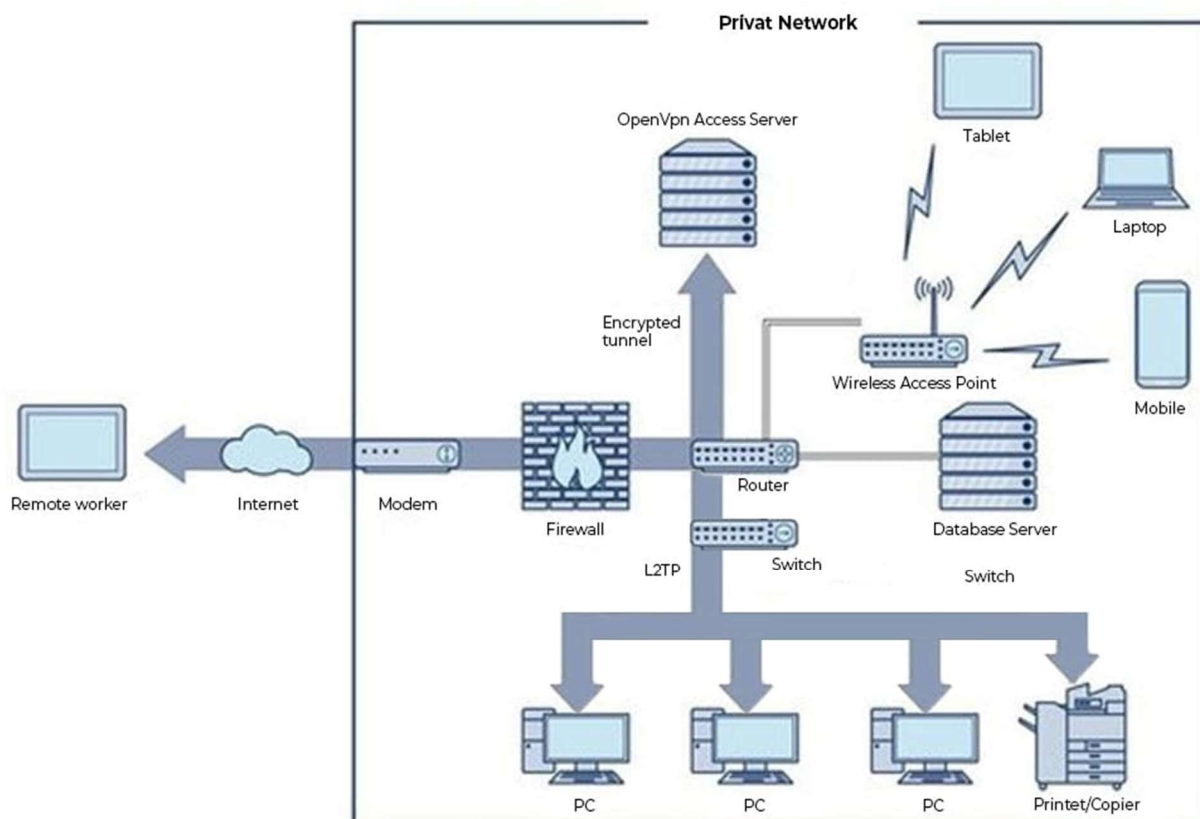 Privat Network
Tablet
OpenVpn Access Server
Laptop
Encrypted
tunnel
Wireless Access Point
Mobile
Remote worker
Internet
Modem
Firewall
Router
Database Server
L2TP
Switch
Switch
PC
PC
PC
Printet/Copier